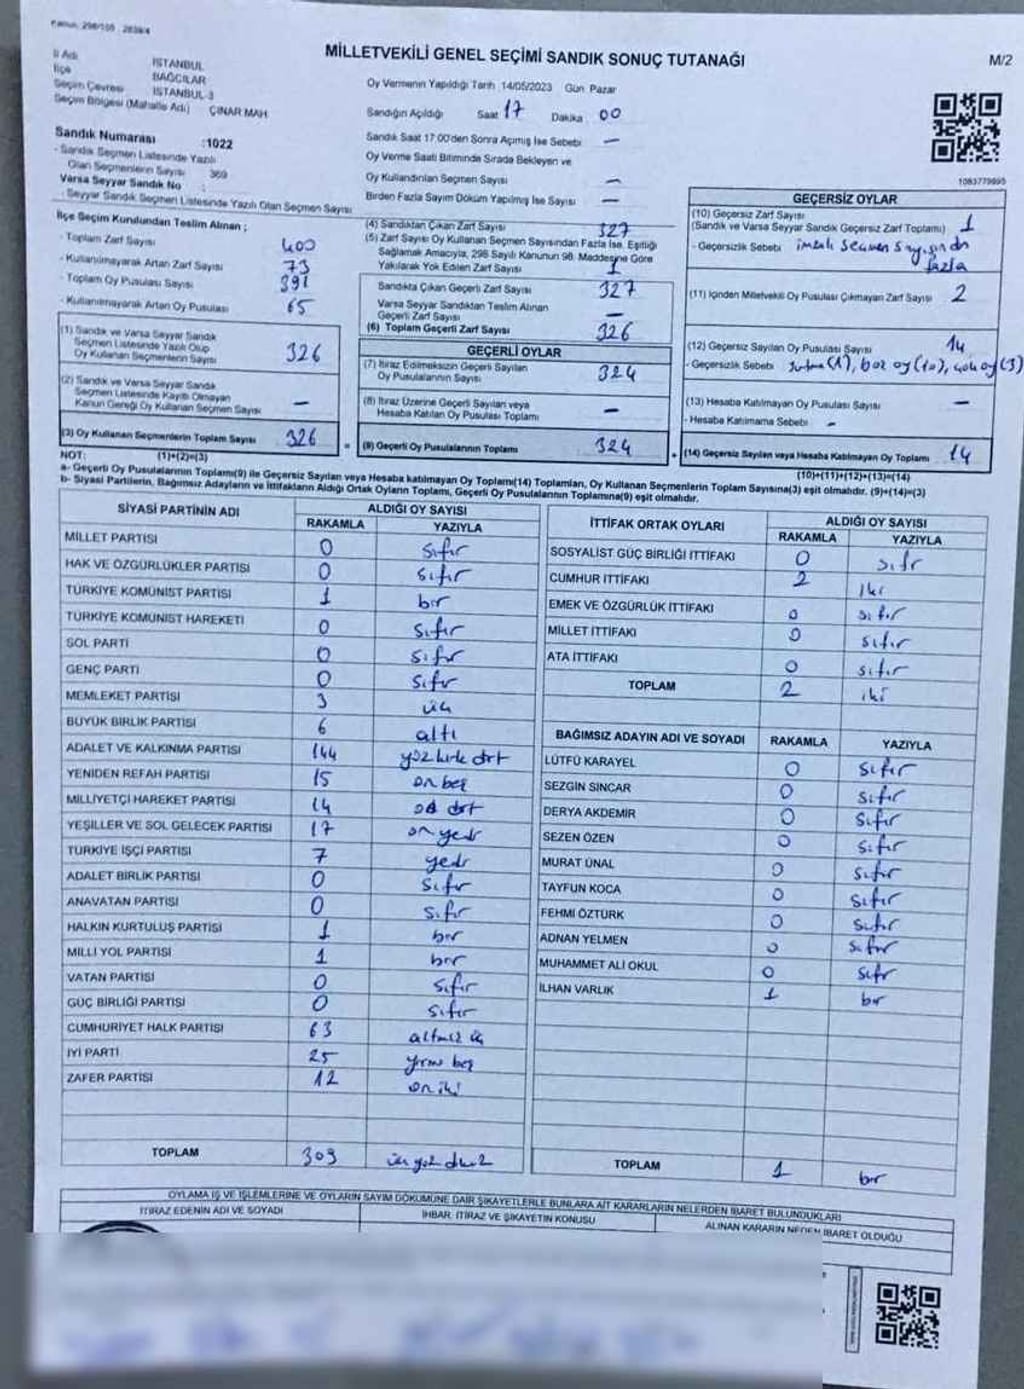 MİLLETVEKİLİ GENEL SEÇİMİ SANDIK SONUÇ TUTANAĞI
M/2
İl Adı İSTANBUL
İlçe BAĞCILAR
Seçim Çevresi İSTANBUL-3
Seçim Bölgesi (Mahalle Adı) ÇINAR MAH
Oy Vermenin Yapıldığı Tarih 14/05/2023 Gün Pazar
Sandığın Açıldığı Saat 17 Dakika 00
Sandık Saat 17.00'den Sonra Açılmış İse Sebebi —
Oy Verme Saati Bitiminde Sırada Bekleyen ve
Oy Kullandırılan Seçmen Sayısı —
Birden Fazla Sayım Döküm Yapılmış İse Sayısı —
Sandık Numarası :1022
- Sandık Seçmen Listesinde Yazılı
Olan Seçmenlerin Sayısı 369
Varsa Seyyar Sandık No :
- Seyyar Sandık Seçmen Listesinde Yazılı Olan Seçmen Sayısı
1083779695
İlçe Seçim Kurulundan Teslim Alınan ;
- Toplam Zarf Sayısı 400
- Kullanılmayarak Artan Zarf Sayısı 73
- Toplam Oy Pusulası Sayısı 391
- Kullanılmayarak Artan Oy Pusulası 65
(1) Sandık ve Varsa Seyyar Sandık
Seçmen Listesinde Yazılı Olup
Oy Kullanan Seçmenlerin Sayısı 326
(2) Sandık ve Varsa Seyyar Sandık
Seçmen Listesinde Kayıtlı Olmayan
Kanun Gereği Oy Kullanan Seçmen Sayısı —
(3) Oy Kullanan Seçmenlerin Toplam Sayısı 326
(4) Sandıktan Çıkan Zarf Sayısı 327
(5) Zarf Sayısı Oy Kullanan Seçmen Sayısından Fazla İse, Eşitliği
Sağlamak Amacıyla, 298 Sayılı Kanunun 98. Maddesine Göre
Yakılarak Yok Edilen Zarf Sayısı 1
Sandıkta Çıkan Geçerli Zarf Sayısı 327
Varsa Seyyar Sandıktan Teslim Alınan
Geçerli Zarf Sayısı —
(6) Toplam Geçerli Zarf Sayısı 326
GEÇERLİ OYLAR
(7) İtiraz Edilmeksizin Geçerli Sayılan
Oy Pusulalarının Sayısı 324
(8) İtiraz Üzerine Geçerli Sayılan veya
Hesaba Katılan Oy Pusulası Toplamı —
= (9) Geçerli Oy Pusulalarının Toplamı 324
GEÇERSİZ OYLAR
(10) Geçersiz Zarf Sayısı 1
(Sandık ve Varsa Seyyar Sandık Geçersiz Zarf Toplamı)
- Geçersizlik Sebebi imzalı seçmen sayısından
fazla
(11) İçinden Milletvekili Oy Pusulası Çıkmayan Zarf Sayısı 2
(12) Geçersiz Sayılan Oy Pusulası Sayısı 14
- Geçersizlik Sebebi (1), boz oy (10), çok oy (3)
(13) Hesaba Katılmayan Oy Pusulası Sayısı —
- Hesaba Katılmama Sebebi -
+ (14) Geçersiz Sayılan veya Hesaba Katılmayan Oy Toplamı 14
NOT: (1)+(2)=(3)
(10)+(11)+(12)+(13)=(14)
a- Geçerli Oy Pusulalarının Toplamı(9) ile Geçersiz Sayılan veya Hesaba katılmayan Oy Toplamı(14) Toplamları, Oy Kullanan Seçmenlerin Toplam Sayısına(3) eşit olmalıdır. (9)+(14)=(3)
b- Siyasi Partilerin, Bağımsız Adayların ve İttifakların Aldığı Ortak Oyların Toplamı, Geçerli Oy Pusulalarının Toplamına(9) eşit olmalıdır.
SİYASİ PARTİNİN ADI ALDIĞI OY SAYISI
RAKAMLA YAZIYLA
MİLLET PARTİSİ 0 sıfır
HAK VE ÖZGÜRLÜKLER PARTİSİ 0 sıfır
TÜRKİYE KOMÜNİST PARTİSİ 1 bir
TÜRKİYE KOMÜNİST HAREKETİ 0 sıfır
SOL PARTİ 0 sıfır
GENÇ PARTİ 0 sıfır
MEMLEKET PARTİSİ 3 üç
BÜYÜK BİRLİK PARTİSİ 6 altı
ADALET VE KALKINMA PARTİSİ 144 yüz kırk dört
YENİDEN REFAH PARTİSİ 15 on beş
MİLLİYETÇİ HAREKET PARTİSİ 14 on dört
YEŞİLLER VE SOL GELECEK PARTİSİ 17 on yedi
TÜRKİYE İŞÇİ PARTİSİ 7 yedi
ADALET BİRLİK PARTİSİ 0 sıfır
ANAVATAN PARTİSİ 0 sıfır
HALKIN KURTULUŞ PARTİSİ 1 bir
MİLLİ YOL PARTİSİ 1 bir
VATAN PARTİSİ 0 sıfır
GÜÇ BİRLİĞİ PARTİSİ 0 sıfır
CUMHURİYET HALK PARTİSİ 63 altmış üç
İYİ PARTİ 25 yirmi beş
ZAFER PARTİSİ 12 on iki
TOPLAM 309 üç yüz dokuz
İTTİFAK ORTAK OYLARI ALDIĞI OY SAYISI
RAKAMLA YAZIYLA
SOSYALİST GÜÇ BİRLİĞİ İTTİFAKI 0 sıfır
CUMHUR İTTİFAKI 2 iki
EMEK VE ÖZGÜRLÜK İTTİFAKI 0 sıfır
MİLLET İTTİFAKI 0 sıfır
ATA İTTİFAKI 0 sıfır
TOPLAM 2 iki
BAĞIMSIZ ADAYIN ADI VE SOYADI RAKAMLA YAZIYLA
LÜTFÜ KARAYEL 0 sıfır
SEZGİN SİNCAR 0 sıfır
DERYA AKDEMİR 0 sıfır
SEZEN ÖZEN 0 sıfır
MURAT ÜNAL 0 sıfır
TAYFUN KOCA 0 sıfır
FEHMİ ÖZTÜRK 0 sıfır
ADNAN YELMEN 0 sıfır
MUHAMMET ALİ OKUL 0 sıfır
İLHAN VARLIK 1 bir
TOPLAM 1 bir
OYLAMA İŞ VE İŞLEMLERİNE VE OYLARIN SAYIM DÖKÜMÜNE DAİR ŞİKAYETLERLE BUNLARA AİT KARARLARIN NELERDEN İBARET BULUNDUKLARI
İTİRAZ EDENİN ADI VE SOYADI
İHBAR, İTİRAZ VE ŞİKAYETİN KONUSU
ALINAN KARARIN NEDEN İBARET OLDUĞU